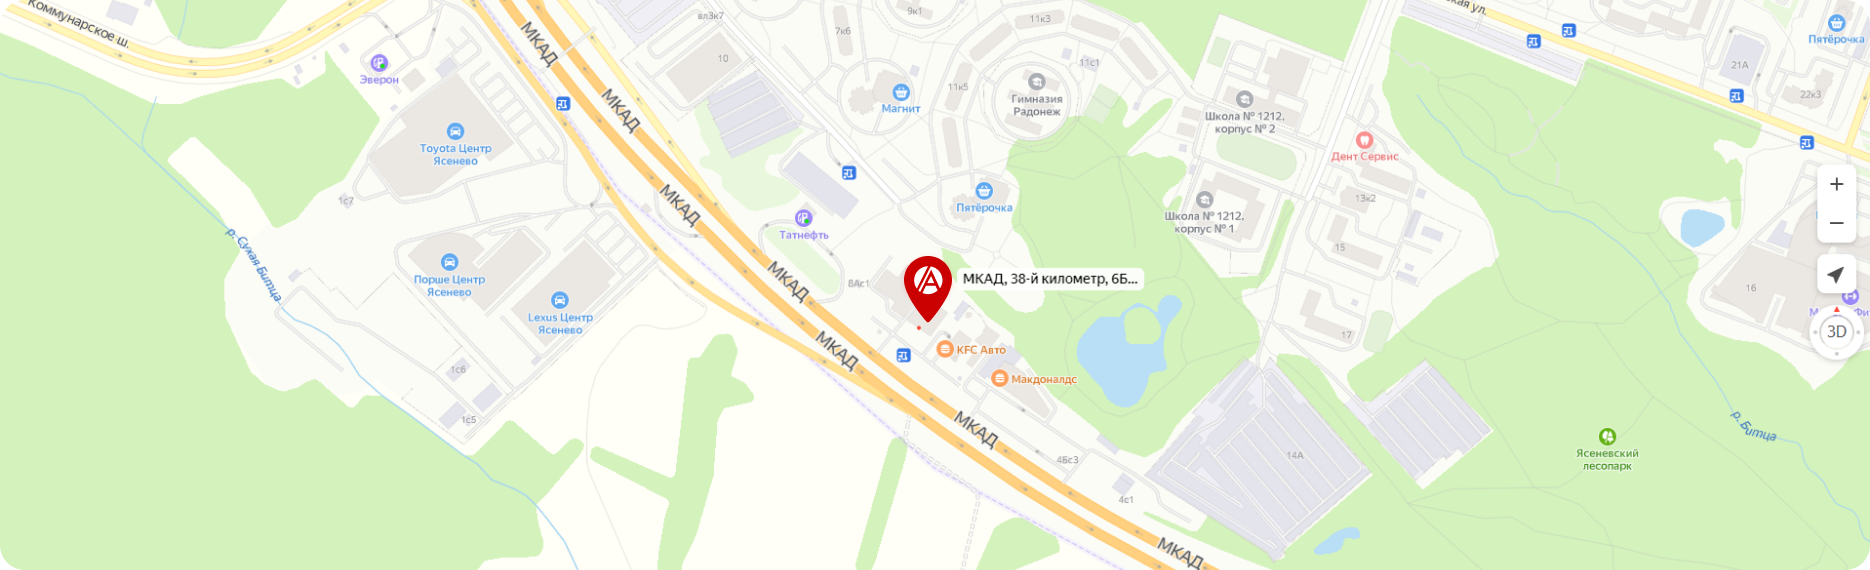 Коммунарское ш.
МКАД
вл3к7
9к1
11к3
ская ул.
7к6
Пятёрочка
Эверон
10
11с1
21А
11к5
Магнит
Гимназия
Радонеж
22к3
Школа № 1212,
корпус № 2
МКАД
Toyota Центр
Ясенево
Дент Сервис
1с7
МКАД
13к2
Пятёрочка
Школа № 1212,
корпус № 1
Татнефть
р. Сухая Битца
15
Порше Центр
Ясенево
МКАД
8Ас1
МКАД, 38-й километр, 6Б...
16
Lexus Центр
Ясенево
3D
17
МКАД
KFC Авто
1с6
Макдоналдс
1с5
МКАД
р. Битца
14А
Ясеневский
лесопарк
4Бс3
4с1
МКАД